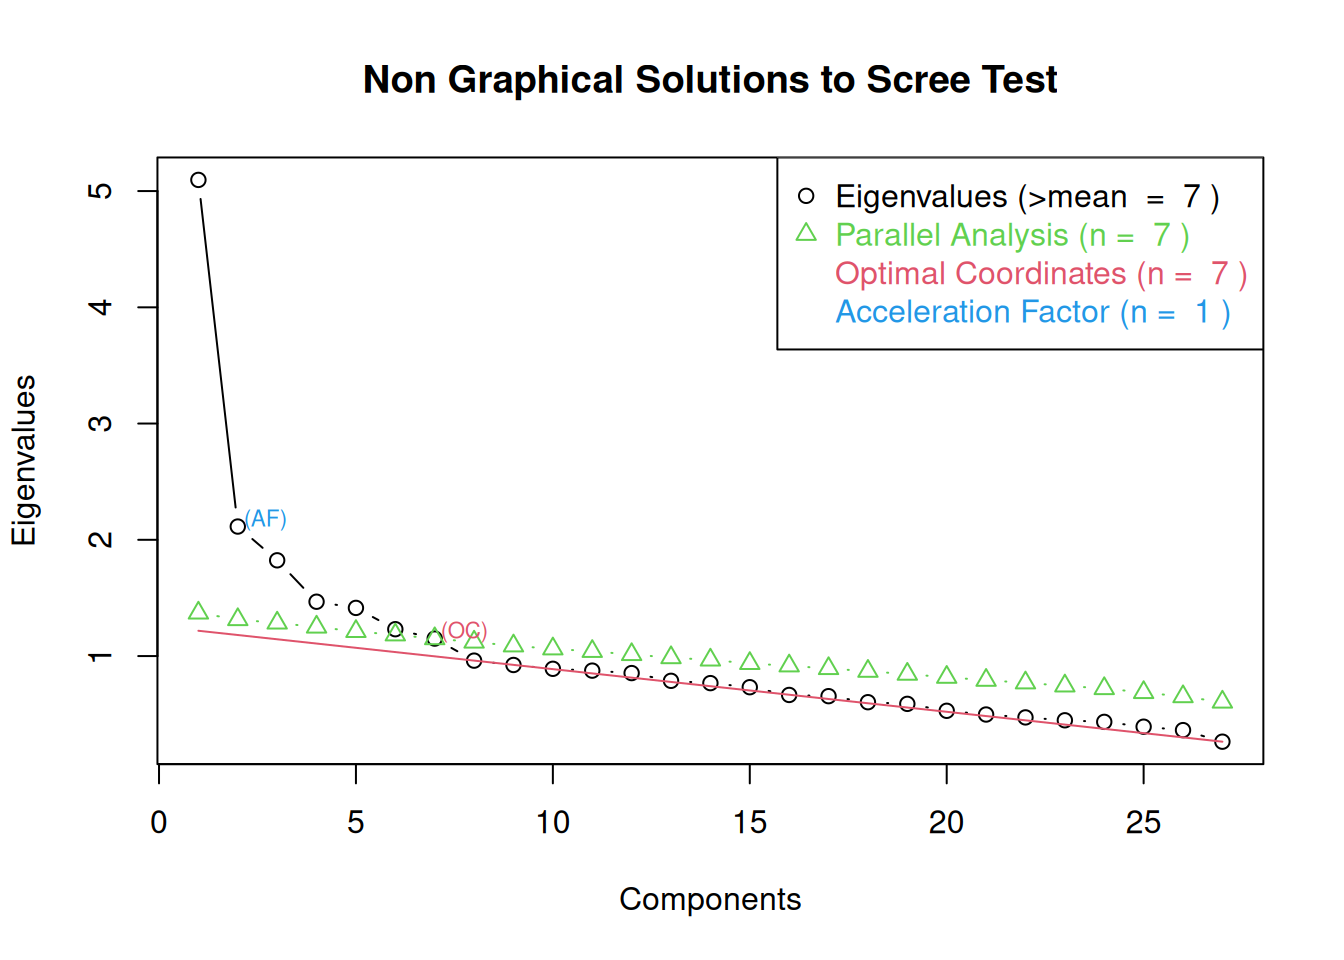 Non Graphical Solutions to Scree Test
Eigenvalues (>mean  =  7 )
Parallel Analysis (n =  7 )
Optimal Coordinates (n =  7 )
Acceleration Factor (n =  1 )
5
4
3
2
1
Eigenvalues
(AF)
(OC)
0 5 10 15 20 25
Components